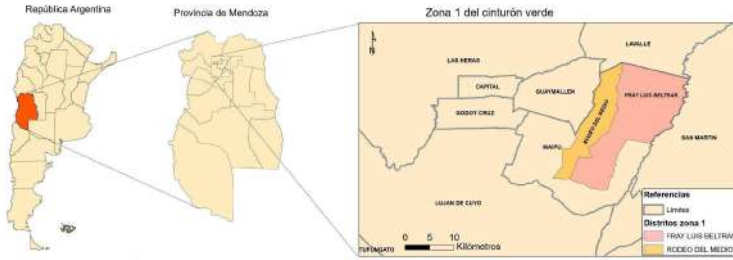 República Argentina
Provincia de Mendoza
Zona 1 del cinturón verde
N
LAVALLE
LAS HERAS
CAPITAL
GUAYMALLEN
FRAY LUIS BELTRAN
GODOY CRUZ
RODEO DEL MEDIO
SAN MARTIN
MAIPU
LUJAN DE CUYO
TUPUNGATO
0 5 10
Kilómetros
Referencias
Límites
Distritos zona 1
FRAY LUIS BELTRAN
RODEO DEL MEDIO